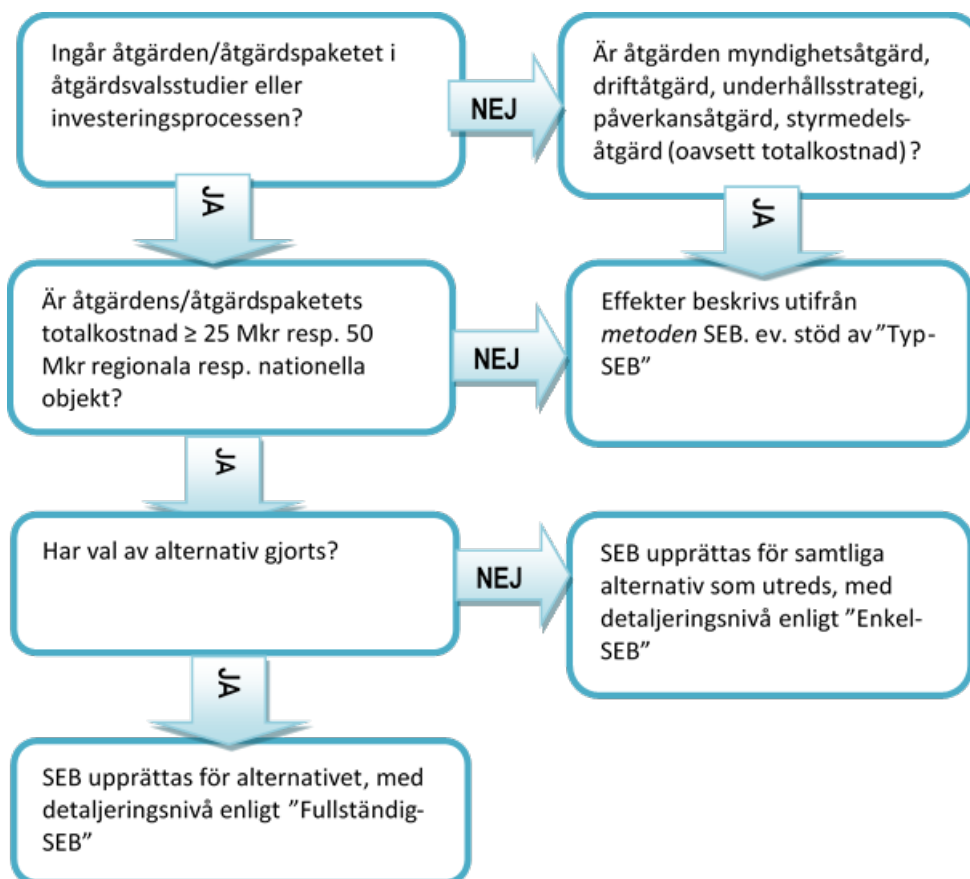 Ingår åtgärden/åtgärdspaketet i
åtgärdsvalsstudier eller
investeringsprocessen?
NEJ
Är åtgärden myndighetsåtgärd,
driftåtgärd, underhållsstrategi,
påverkansåtgärd, styrmedels-
åtgärd (oavsett totalkostnad)?
JA
JA
Är åtgärdens/åtgärdspaketets
totalkostnad ≥ 25 Mkr resp. 50
Mkr regionala resp. nationella
objekt?
NEJ
Effekter beskrivs utifrån
metoden SEB. ev. stöd av ”Typ-
SEB”
JA
Har val av alternativ gjorts?
NEJ
SEB upprättas för samtliga
alternativ som utreds, med
detaljeringsnivå enligt ”Enkel-
SEB”
JA
SEB upprättas för alternativet, med
detaljeringsnivå enligt ”Fullständig-
SEB”